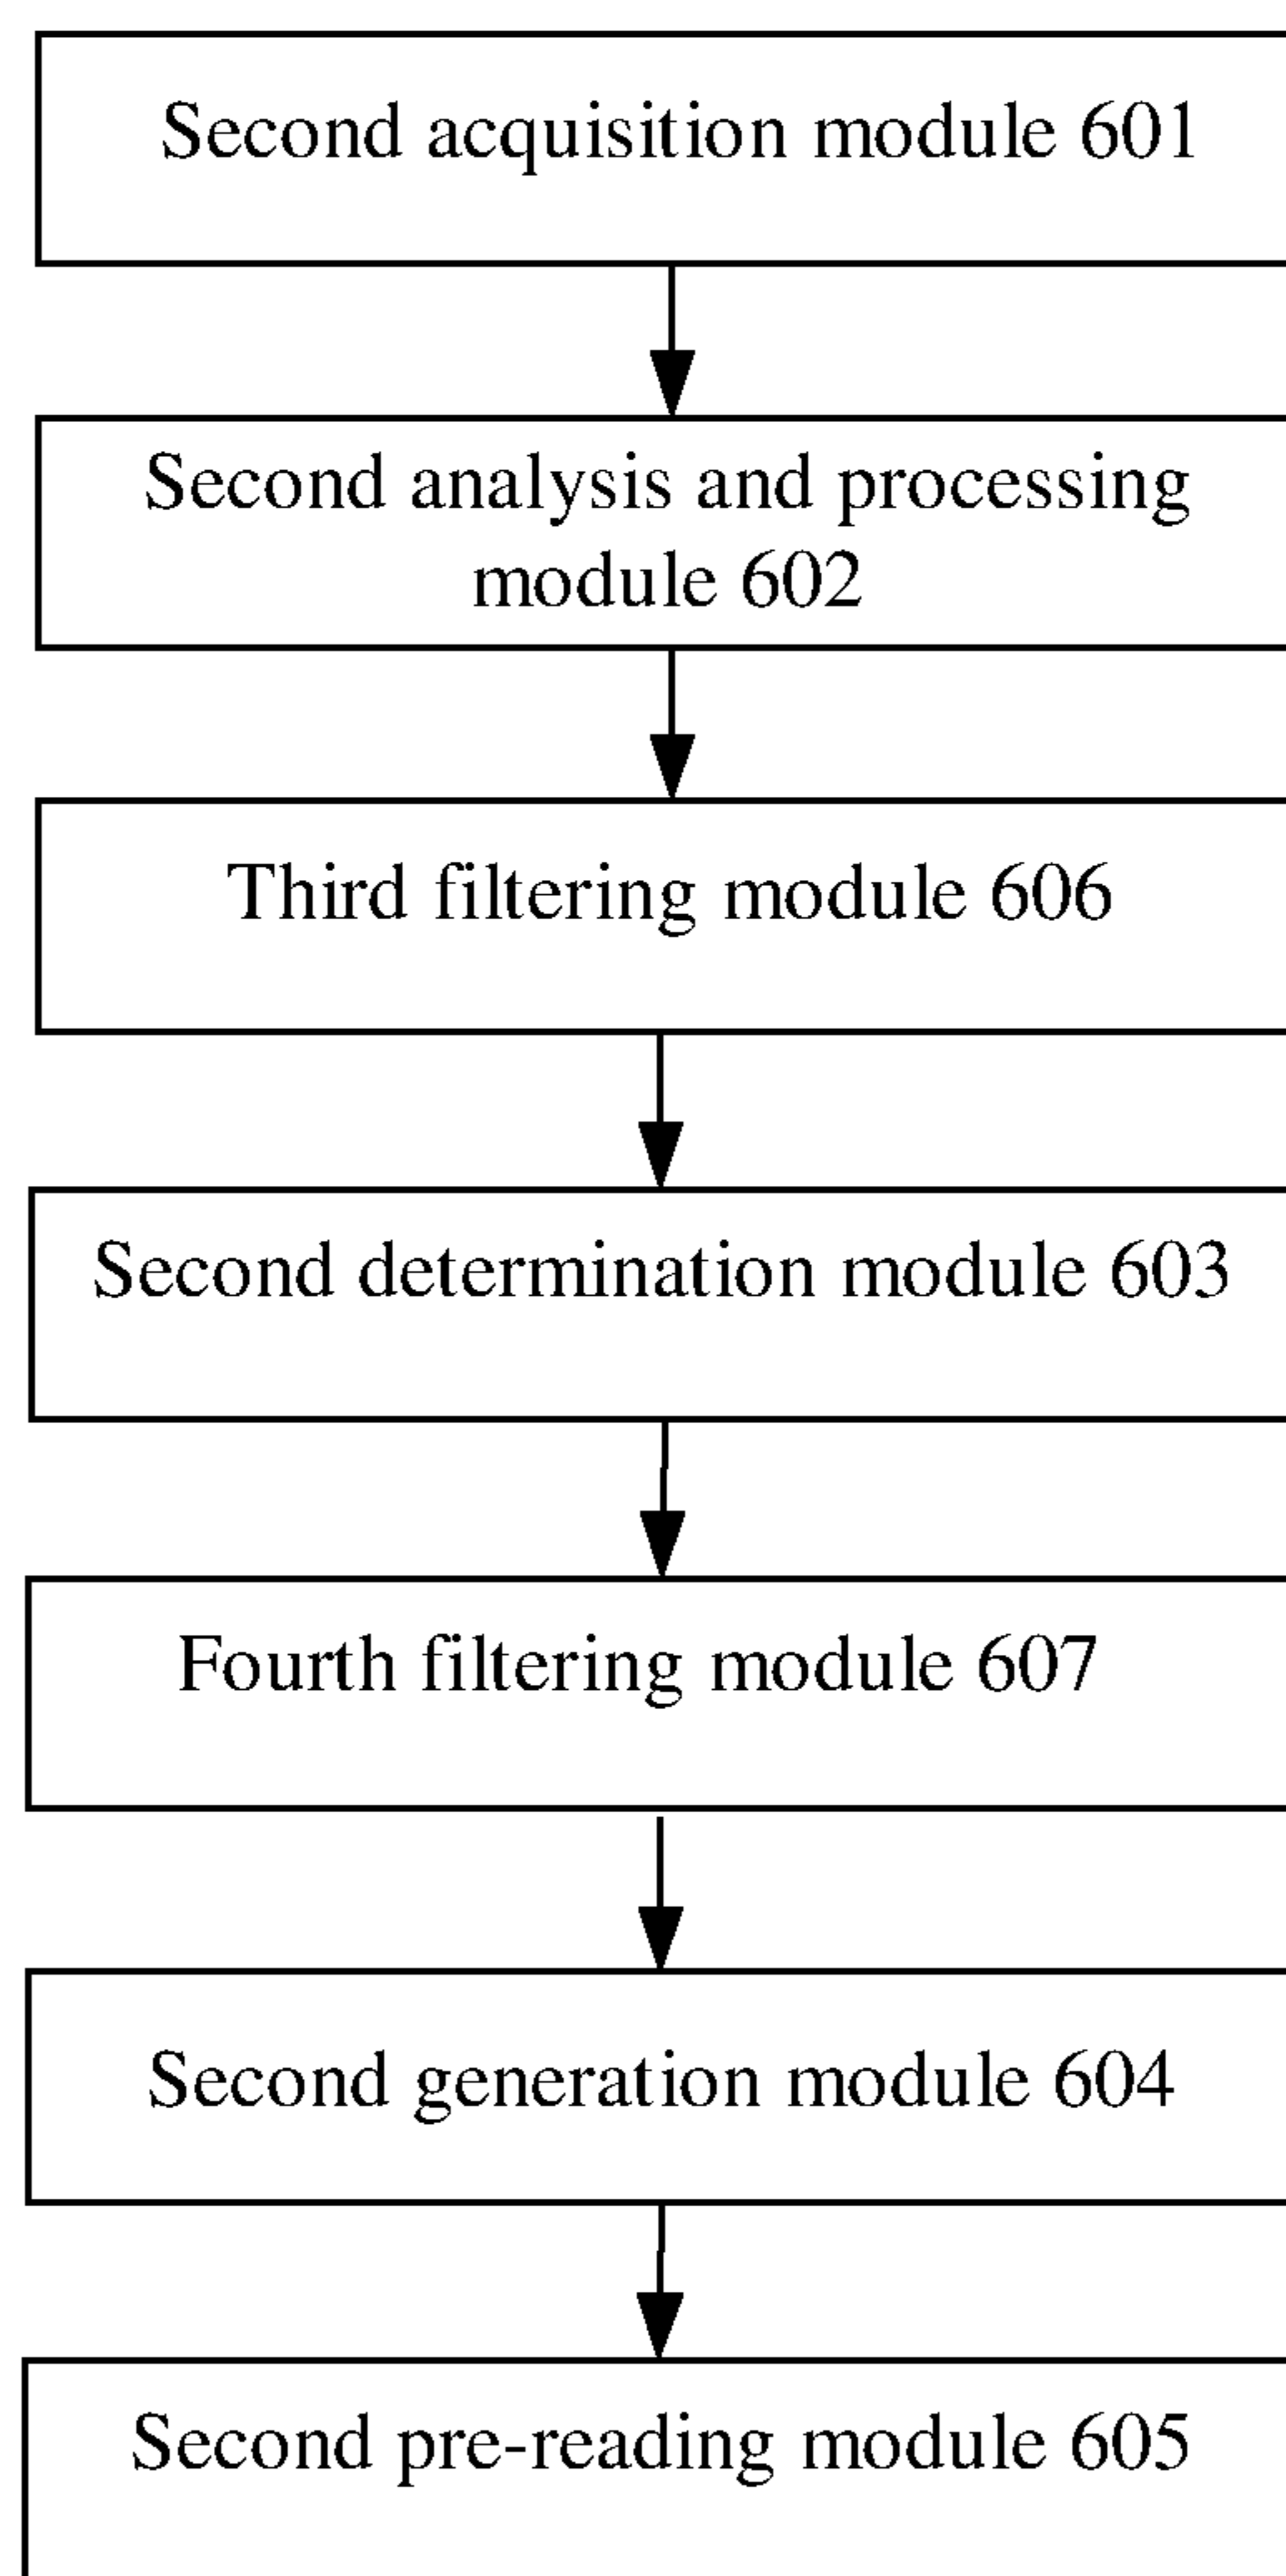 Second acquisition module 601
Second analysis and processing
module 602
Third filtering module 606
Second determination module 603
Fourth filtering module 607
Second generation module 604
Second pre-reading module 605